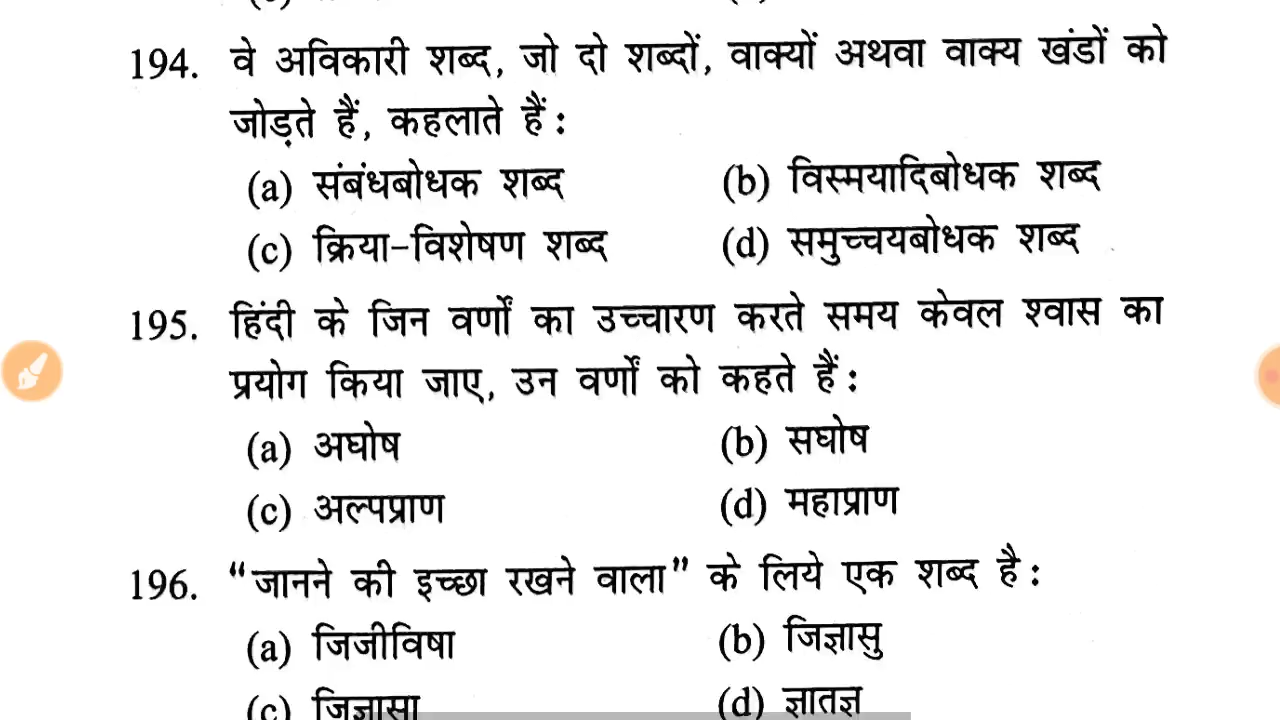 194. वे अविकारी शब्द, जो दो शब्दों, वाक्यों अथवा वाक्य खंडों को
जोड़ते हैं, कहलाते हैं :
(a) संबंधबोधक शब्द (b) विस्मयादिबोधक शब्द
(c) क्रिया-विशेषण शब्द (d) समुच्चयबोधक शब्द
195. हिंदी के जिन वर्णों का उच्चारण करते समय केवल श्वास का
प्रयोग किया जाए, उन वर्णों को कहते हैं :
(a) अघोष (b) सघोष
(c) अल्पप्राण (d) महाप्राण
196. “जानने की इच्छा रखने वाला” के लिये एक शब्द है :
(a) जिजीविषा (b) जिज्ञासु
(c) जिज्ञासा (d) ज्ञातज्ञ